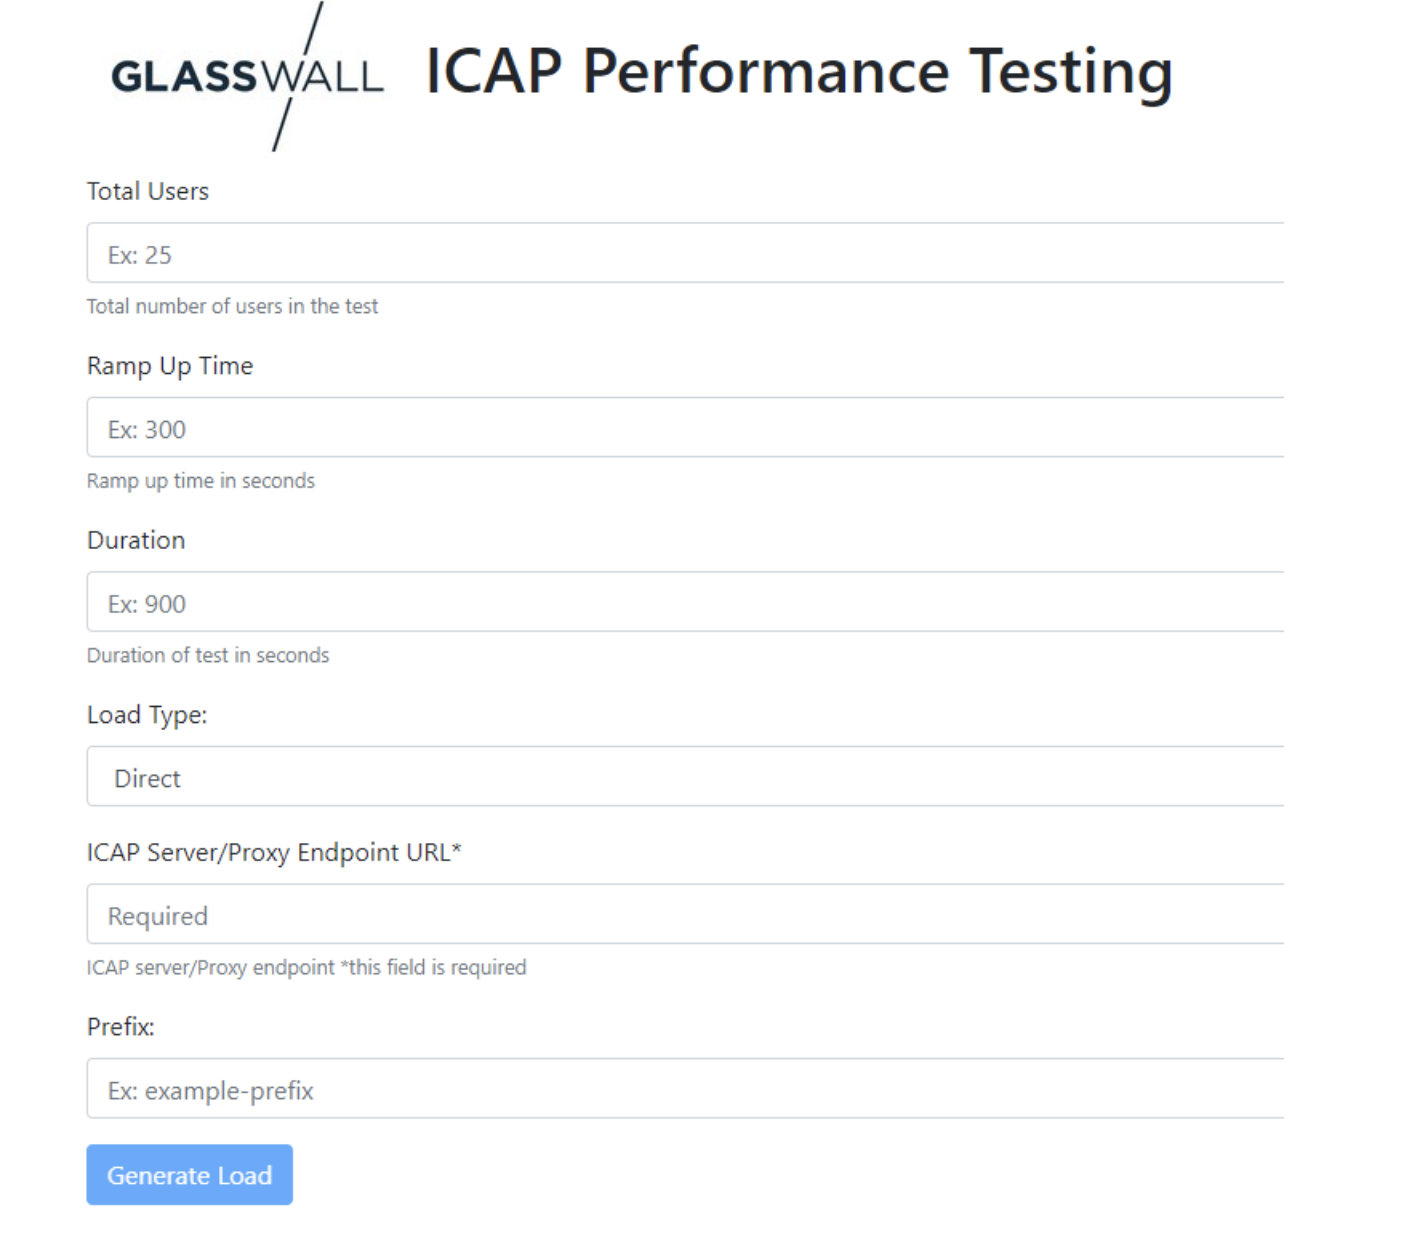 GLASSWALL ICAP Performance Testing
Total Users
Ex: 25
Total number of users in the test
Ramp Up Time
Ex: 300
Ramp up time in seconds
Duration
Ex: 900
Duration of test in seconds
Load Type:
Direct
ICAP Server/Proxy Endpoint URL*
Required
ICAP server/Proxy endpoint *this field is required
Prefix:
Ex: example-prefix
Generate Load